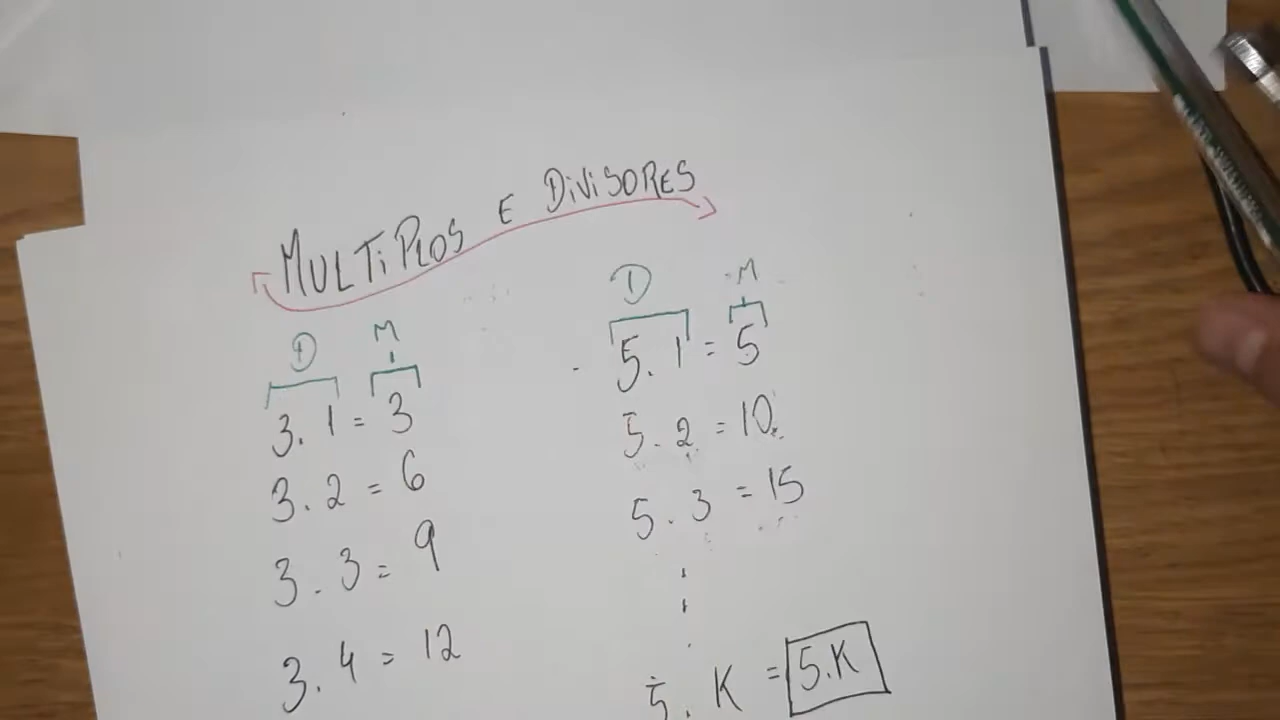 MULTiPLOS E DiViSORES
D M
3. 1 = 3
3. 2 = 6
3. 3 = 9
3. 4 = 12
D M
5. 1 = 5
5. 2 = 10
5. 3 = 15
5. K = 5.K